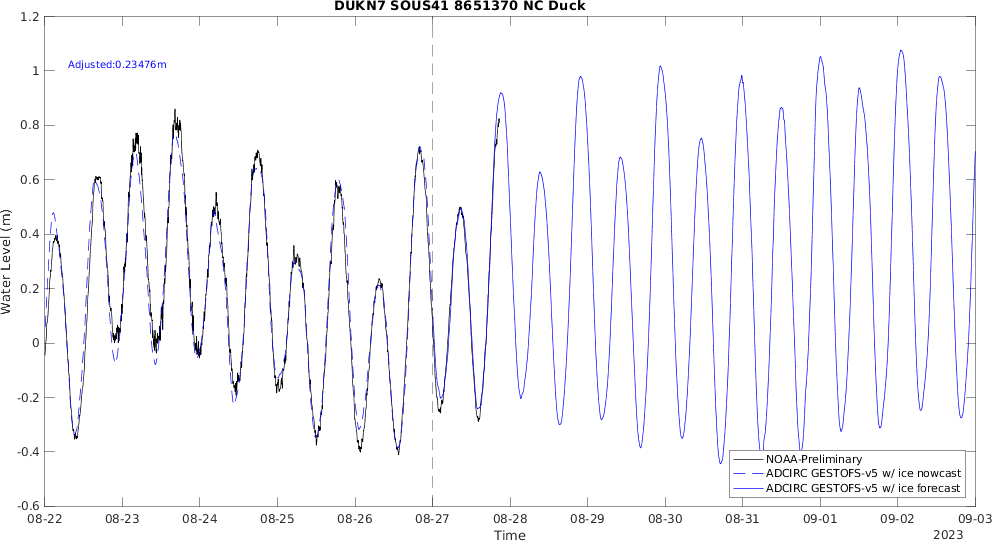 DUKN7 SOUS41 8651370 NC Duck
Adjusted:0.23476m
Water Level (m)
1.2
1
0.8
0.6
0.4
0.2
0
-0.2
-0.4
-0.6
NOAA-Preliminary
ADCIRC GESTOFS-v5 w/ ice nowcast
ADCIRC GESTOFS-v5 w/ ice forecast
08-22 08-23 08-24 08-25 08-26 08-27 08-28 08-29 08-30 08-31 09-01 09-02 09-03
Time
2023